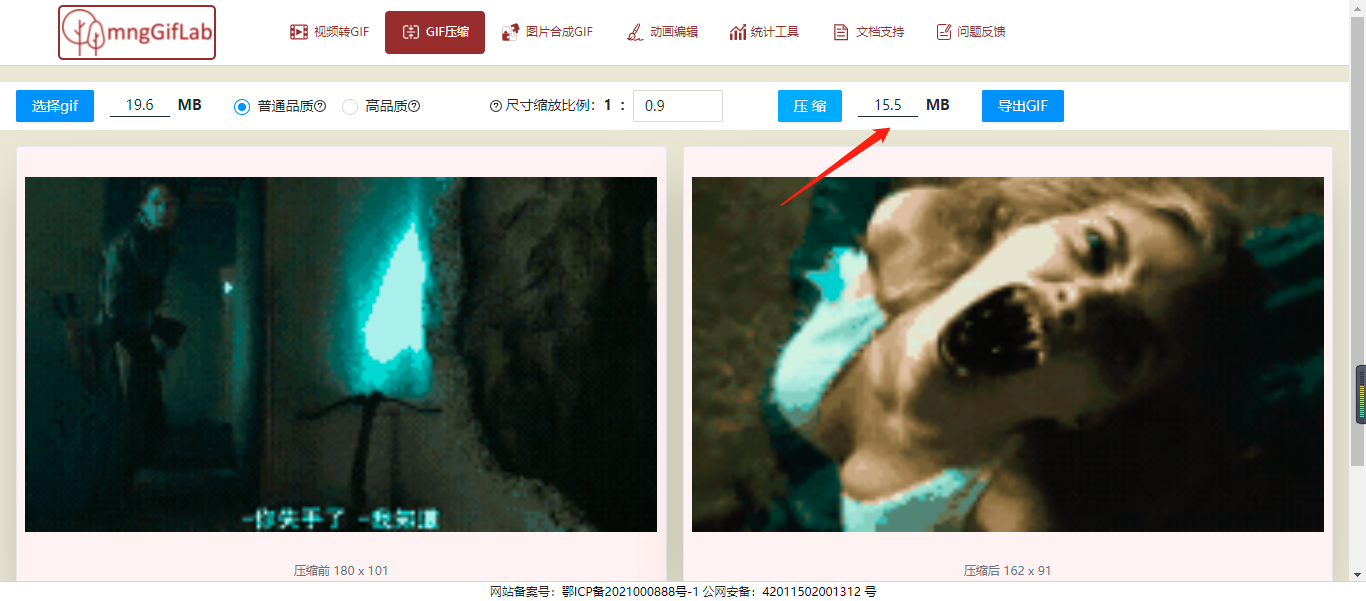 mngGifLab
视频转GIF
GIF压缩
图片合成GIF
动画编辑
统计工具
文档支持
问题反馈
选择gif 19.6 MB 普通品质 高品质 尺寸缩放比例: 1 : 0.9 压 缩 15.5 MB 导出GIF
-你失手了 -我知道
压缩前 180 x 101
压缩后 162 x 91
网站备案号：鄂ICP备2021000888号-1 公网安备：42011502001312 号